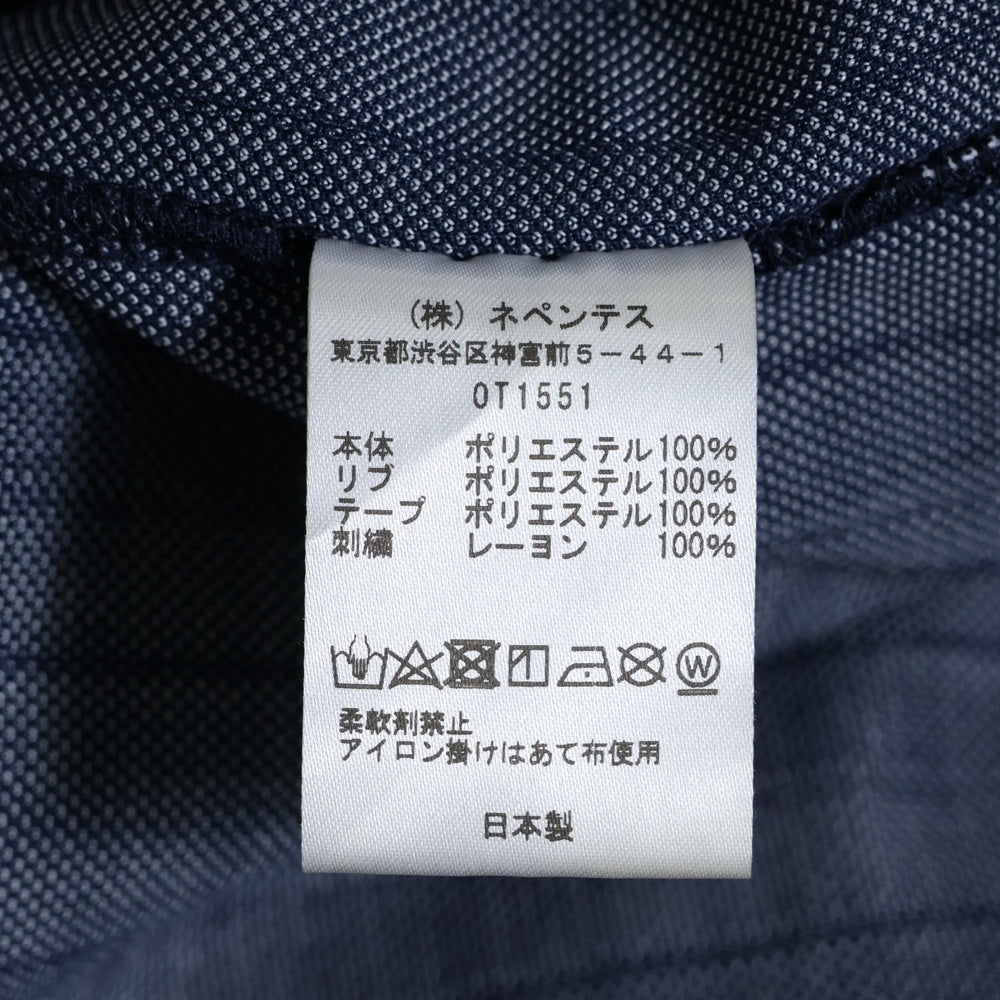 (株) ネペンテス
東京都渋谷区神宮前5-44-1
OT1551
本体 ポリエステル100%
リブ ポリエステル100%
テープ ポリエステル100%
刺繍 レーヨン 100%
W
柔軟剤禁止
アイロン掛けはあて布使用
日本製